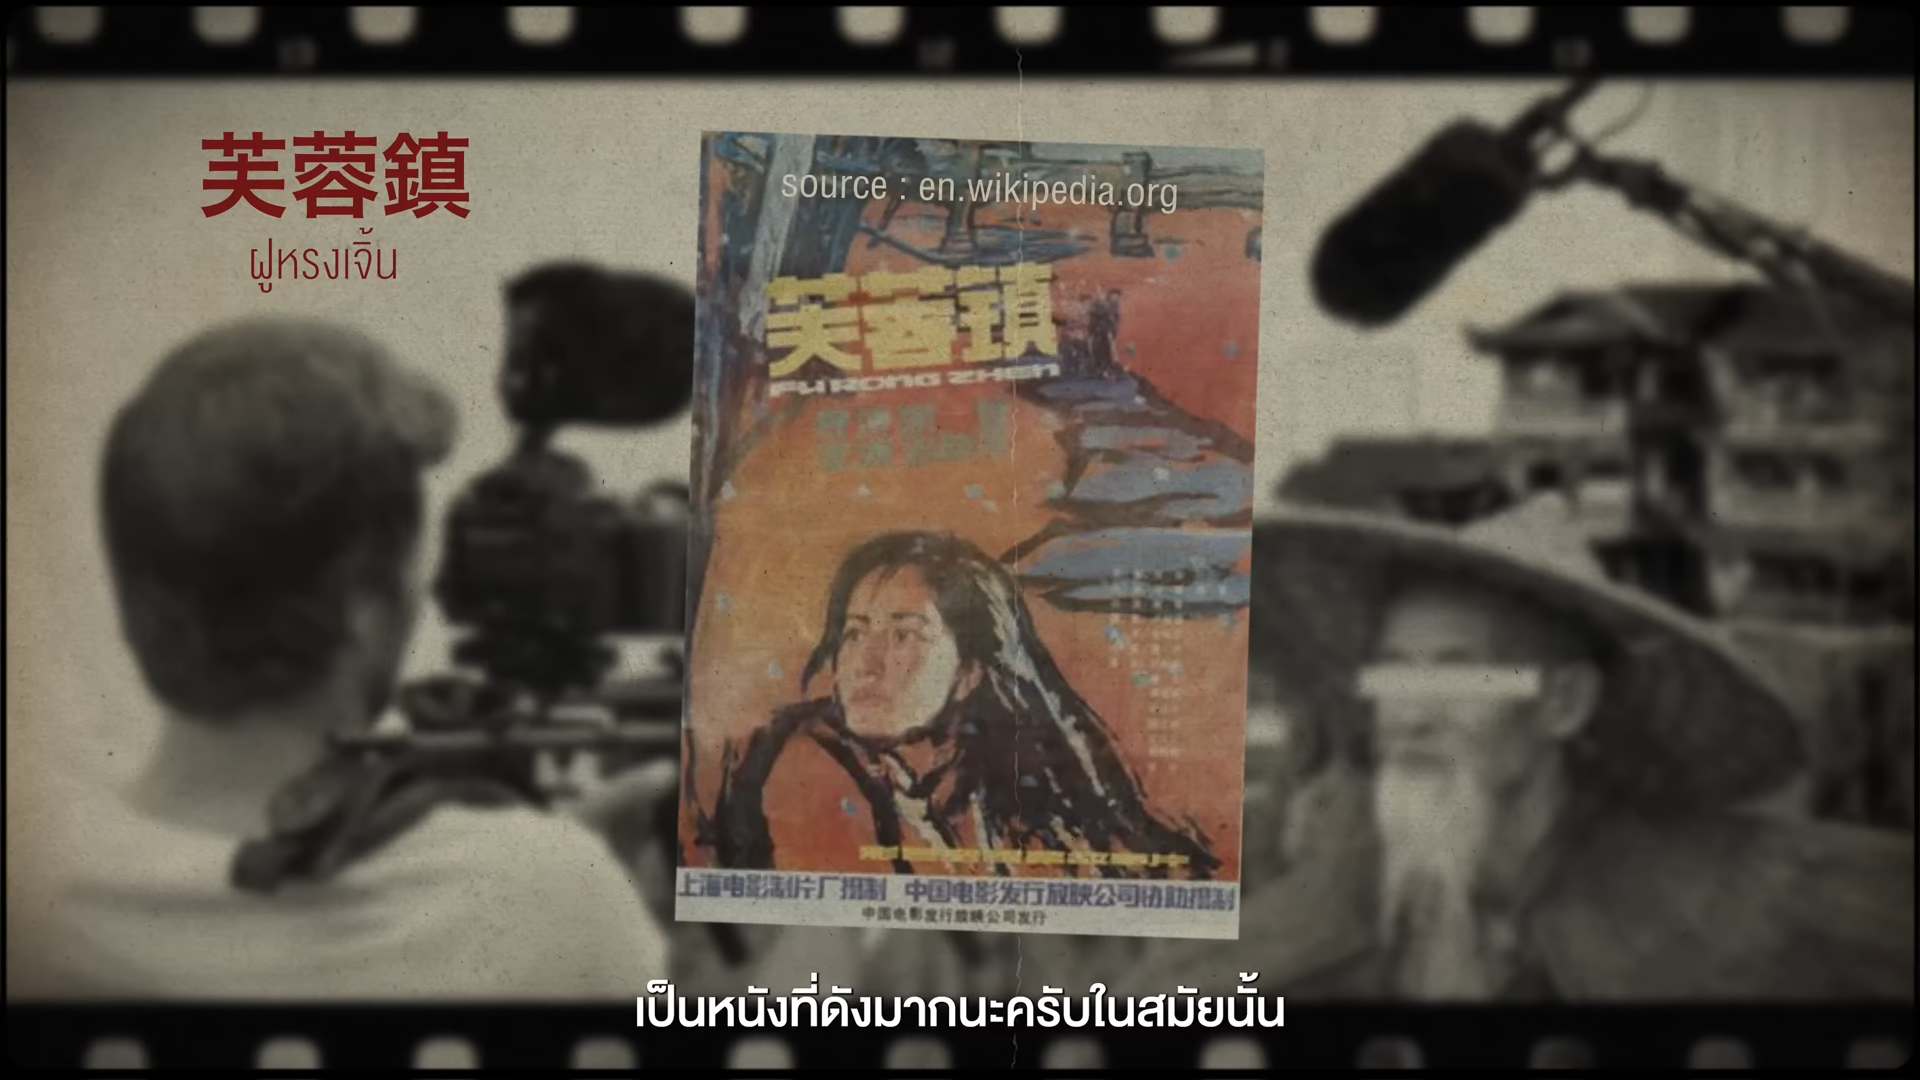 芙蓉鎮
ฝูหรงเจิ้น
source : en.wikipedia.org
芙蓉鎮
FU RONG ZHEN
上海电影制片厂摄制 中国电影发行放映公司协助摄制
中国电影发行放映公司发行
เป็นหนังที่ดังมากนะครับในสมัยนั้น